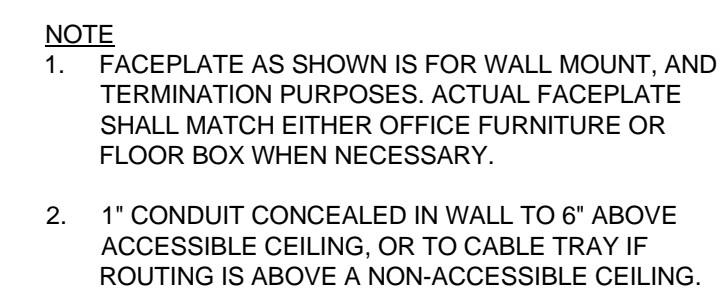 NOTE
1. FACEPLATE AS SHOWN IS FOR WALL MOUNT, AND
TERMINATION PURPOSES. ACTUAL FACEPLATE
SHALL MATCH EITHER OFFICE FURNITURE OR
FLOOR BOX WHEN NECESSARY.
2. 1" CONDUIT CONCEALED IN WALL TO 6" ABOVE
ACCESSIBLE CEILING, OR TO CABLE TRAY IF
ROUTING IS ABOVE A NON-ACCESSIBLE CEILING.